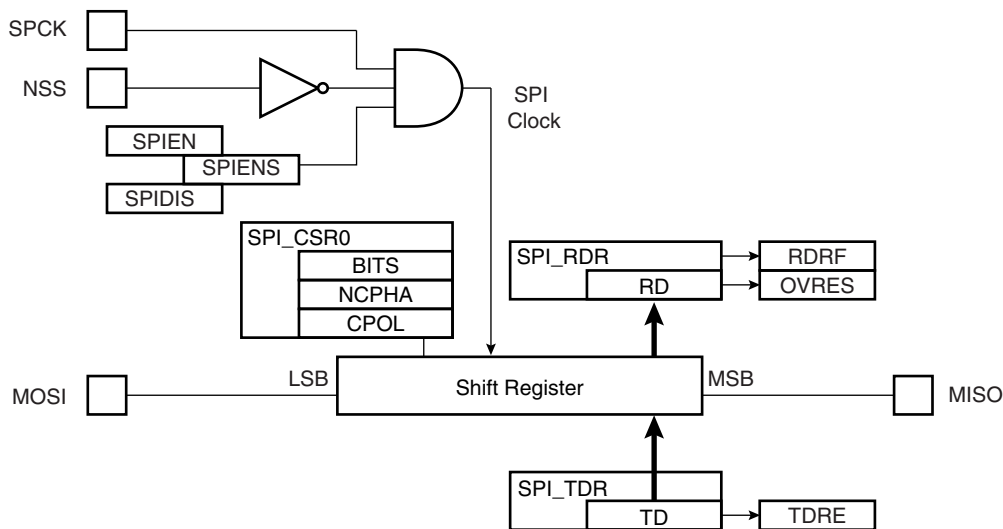 SPCK
NSS
SPI
Clock
SPIEN
SPIENS
SPIDIS
SPI_CSR0
BITS
NCPHA
CPOL
SPI_RDR
RD
RDRF
OVRES
MOSI
LSB
Shift Register
MSB
MISO
SPI_TDR
TD
TDRE